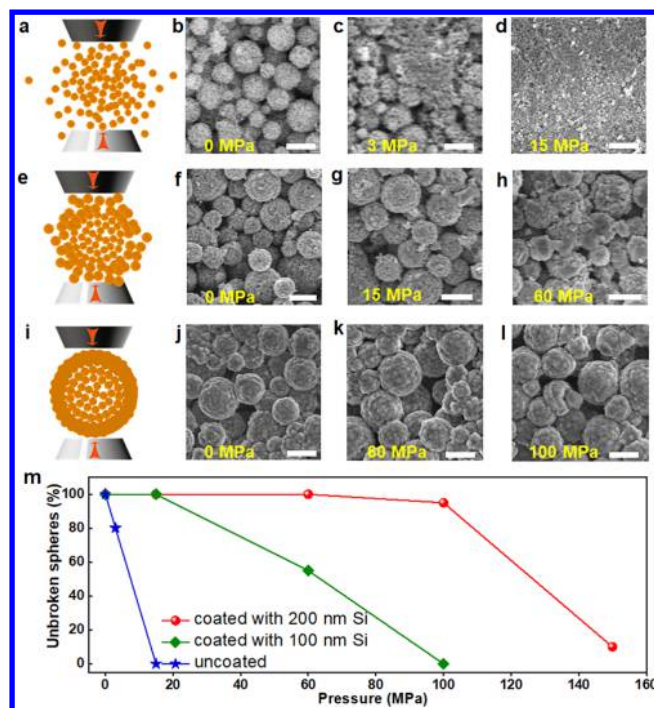 a b c d
0 MPa 3 MPa 15 MPa
e f g h
0 MPa 15 MPa 60 MPa
i j k l
0 MPa 60 MPa 100 MPa
m
Unbroken spheres (%)
100
80
60
40
20
0
coated with 200 nm Si
coated with 100 nm Si
uncoated
0 20 40 60 80 100 120 140 160
Pressure (MPa)